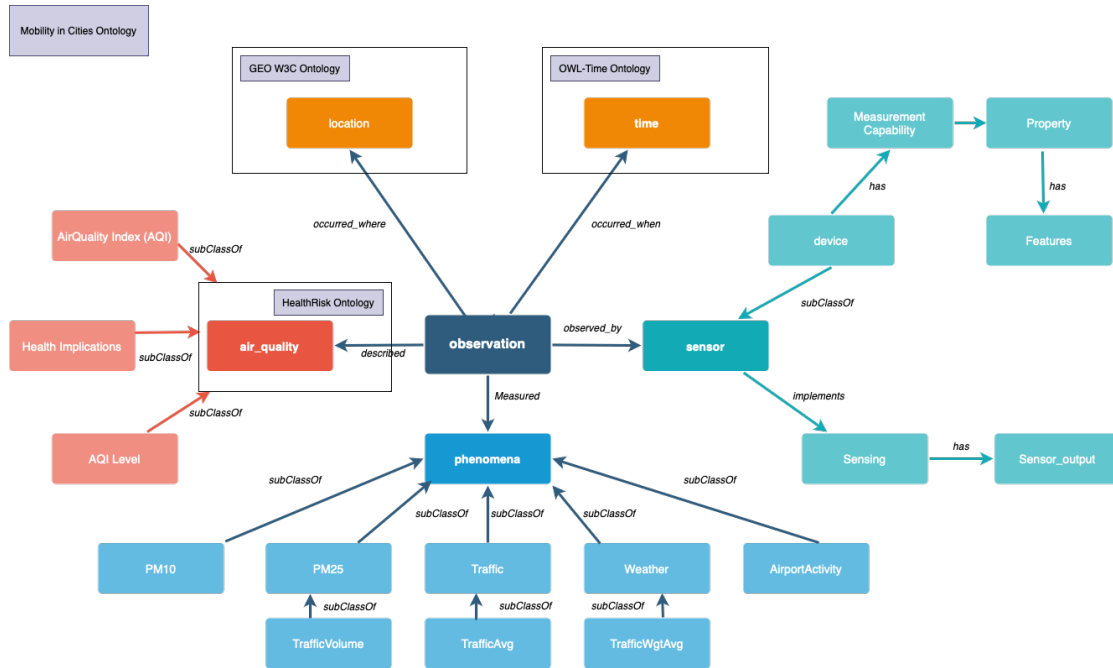 Mobility in Cities Ontology
GEO W3C Ontology
OWL-Time Ontology
location
time
Measurement
Capability
Property
has
has
occurred_where
occurred_when
AirQuality Index (AQI)
subClassOf
device
Features
HealthRisk Ontology
subClassOf
Health Implications
subClassOf
air_quality
described
observation
observed_by
sensor
Measured
implements
subClassOf
AQI Level
phenomena
Sensing
has
Sensor_output
subClassOf
subClassOf
subClassOf
subClassOf
subClassOf
PM10
PM25
Traffic
Weather
AirportActivity
subClassOf
subClassOf
subClassOf
TrafficVolume
TrafficAvg
TrafficWgtAvg